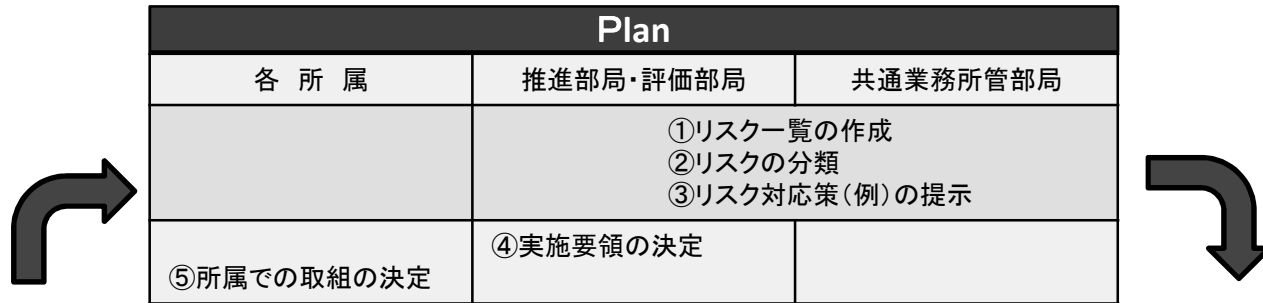 Plan
各 所 属
推進部局・評価部局
共通業務所管部局
①リスク一覧の作成
②リスクの分類
③リスク対応策（例）の提示
④実施要領の決定
⑤所属での取組の決定